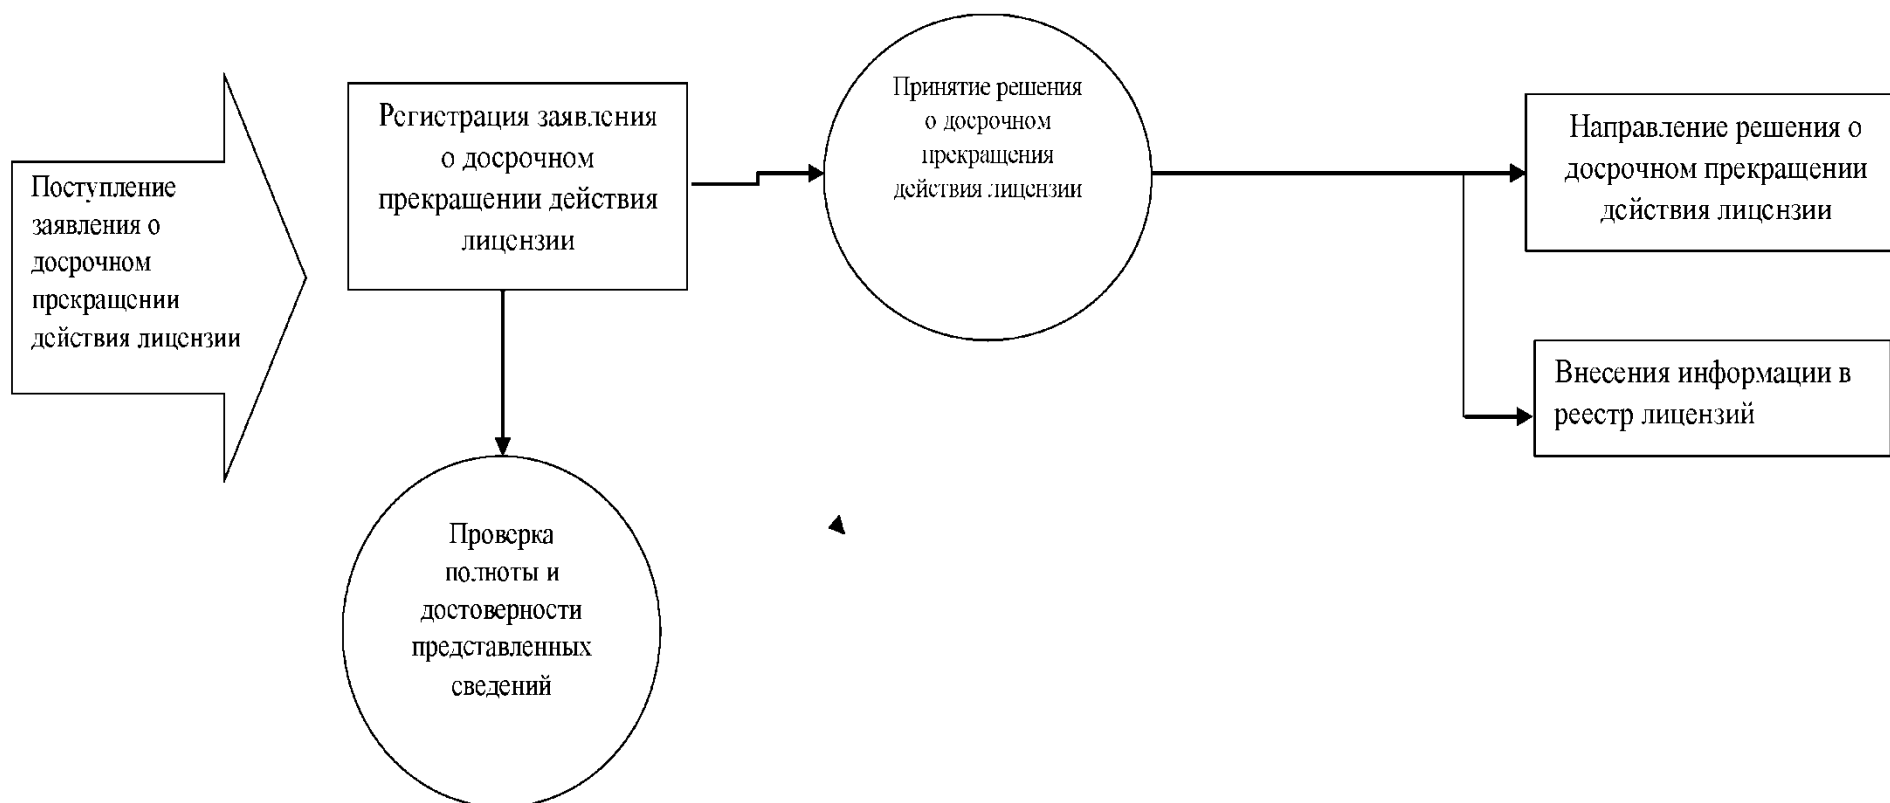 Поступление
заявления о
досрочном
прекращении
действия лицензии
Регистрация заявления
о досрочном
прекращении действия
лицензии
Принятие решения
о досрочном
прекращения
действия лицензии
Направление решения о
досрочном прекращении
действия лицензии
Внесения информации в
реестр лицензий
Проверка
полноты и
достоверности
представленных
сведений